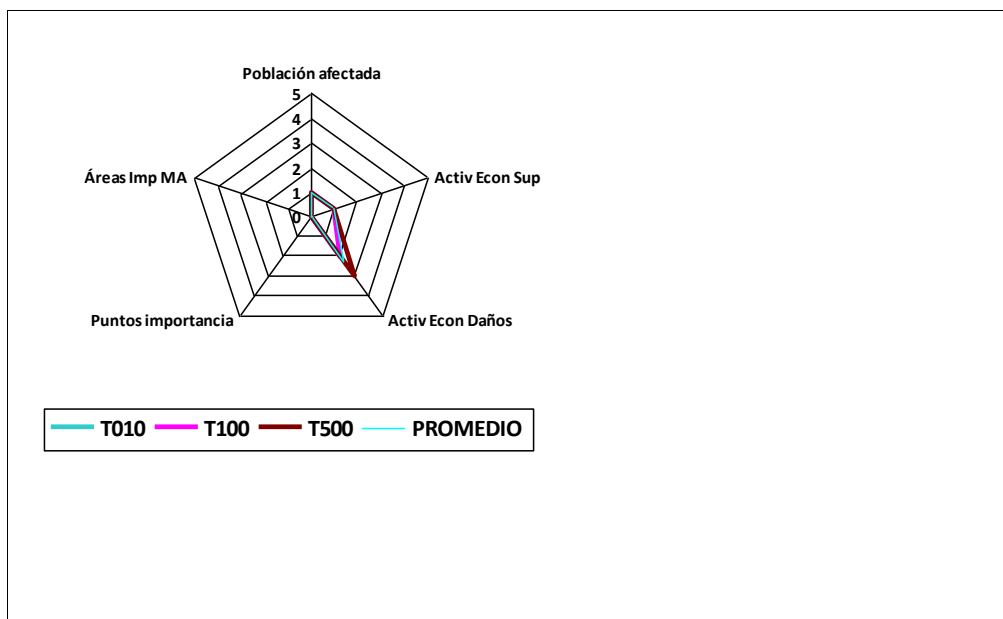 Población afectada
5
4
3
2
1
0
Áreas Imp MA
Activ Econ Sup
Puntos importancia
Activ Econ Daños
T010 T100 T500 PROMEDIO